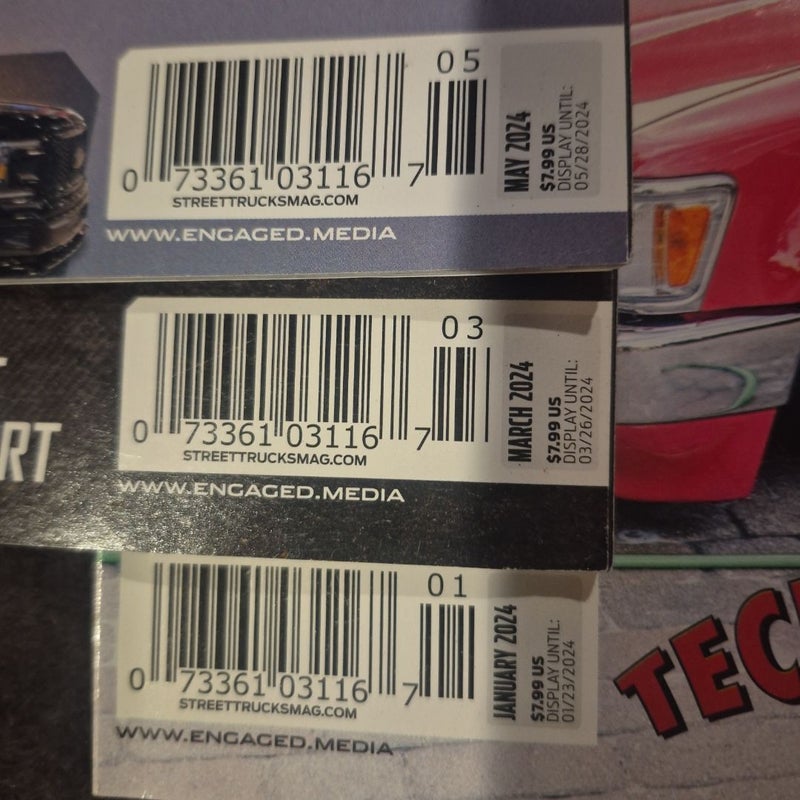 05
0 73361 03116 7
STREETTRUCKSMAG.COM
MAY 2024
$7.99 US
DISPLAY UNTIL:
05/28/2024
WWW.ENGAGED.MEDIA
03
0 73361 03116 7
STREETTRUCKSMAG.COM
MARCH 2024
$7.99 US
DISPLAY UNTIL:
03/26/2024
WWW.ENGAGED.MEDIA
01
0 73361 03116 7
STREETTRUCKSMAG.COM
JANUARY 2024
$7.99 US
DISPLAY UNTIL:
01/23/2024
WWW.ENGAGED.MEDIA